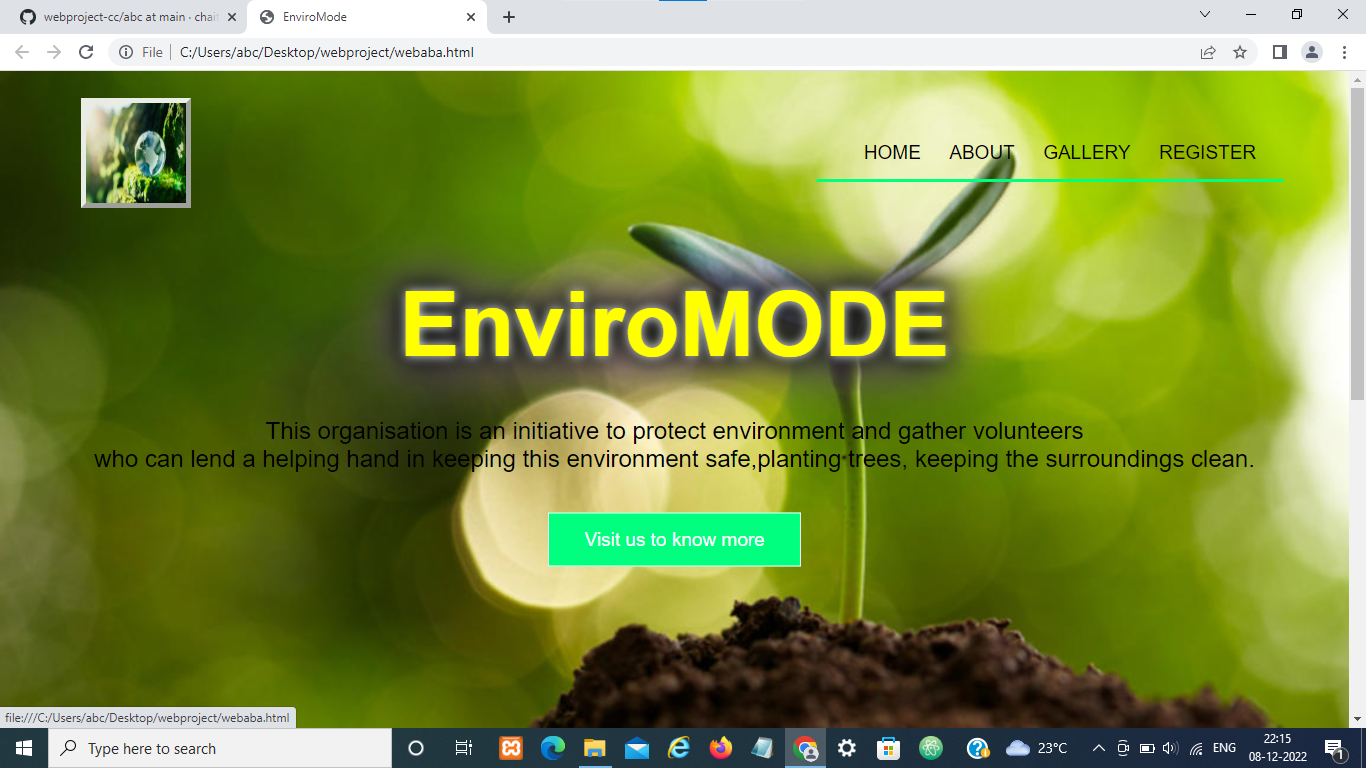 webproject-cc/abc at main · chait
EnviroMode
File
C:/Users/abc/Desktop/webproject/webaba.html
HOME ABOUT GALLERY REGISTER
EnviroMODE
This organisation is an initiative to protect environment and gather volunteers
who can lend a helping hand in keeping this environment safe,planting trees, keeping the surroundings clean.
Visit us to know more
file:///C:/Users/abc/Desktop/webproject/webaba.html
Type here to search
23°C
ENG
22:15
08-12-2022
1